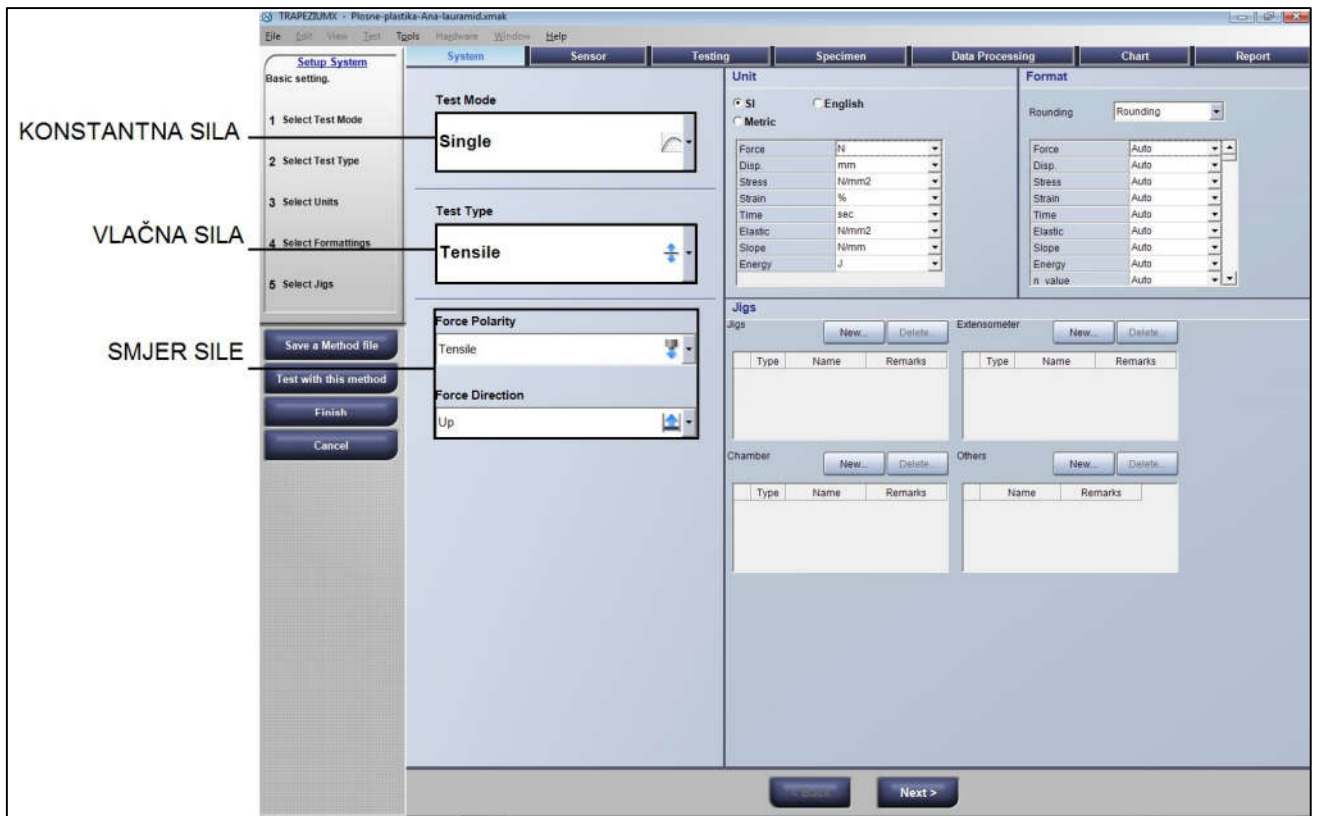 TRAPEZIUMX - Plosne-plastika-Ana-lauramid.xmak
File Edit View Test Tools Hardware Window Help
System Sensor Testing Specimen Data Processing Chart Report
Setup System
Basic setting.
1 Select Test Mode
2 Select Test Type
3 Select Units
4 Select Formattings
5 Select Jigs
Save a Method file
Test with this method
Finish
Cancel
KONSTANTNA SILA
VLAČNA SILA
SMJER SILE
Test Mode
Single
Test Type
Tensile
Force Polarity
Tensile
Force Direction
Up
Unit
SI English
Metric
Force N
Disp. mm
Stress N/mm2
Strain %
Time sec
Elastic N/mm2
Slope N/mm
Energy J
Format
Rounding Rounding
Force Auto
Disp. Auto
Stress Auto
Strain Auto
Time Auto
Elastic Auto
Slope Auto
Energy Auto
n value Auto
Jigs
Jigs New... Delete...
Type Name Remarks
Extensometer New... Delete...
Type Name Remarks
Chamber New... Delete...
Type Name Remarks
Others New... Delete...
Name Remarks
< Back Next >